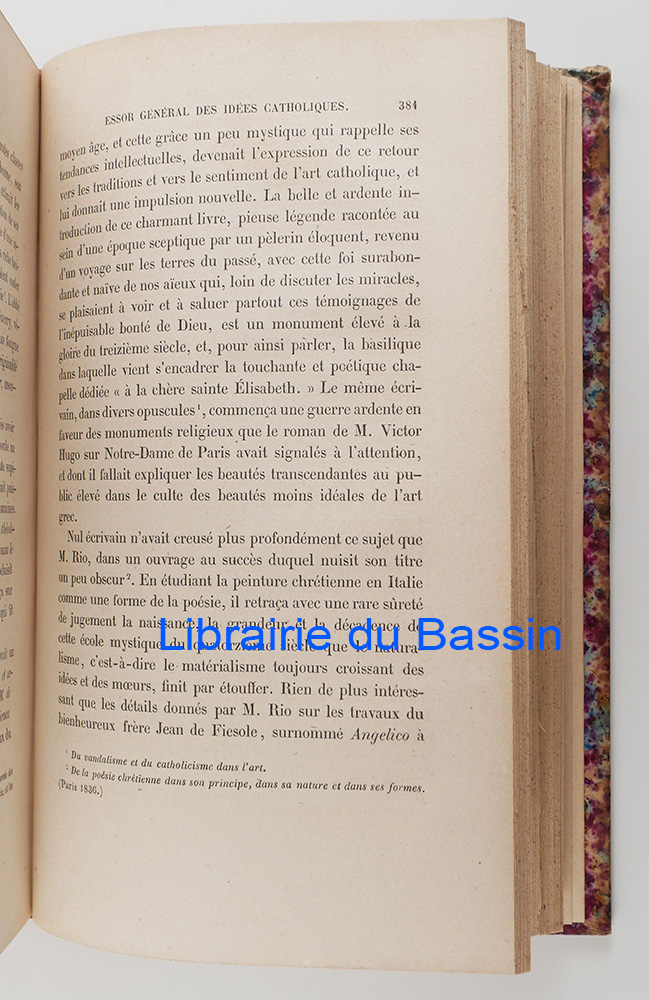 ESSOR GÉNÉRAL DES IDÉES CATHOLIQUES. 381
moyen âge, et cette grâce un peu mystique qui rappelle ses
tendances intellectuelles, devenait l'expression de ce retour
vers les traditions et vers le sentiment de l'art catholique, et
lui donnait une impulsion nouvelle. La belle et ardente in-
troduction de ce charmant livre, pieuse légende racontée au
sein d'une époque sceptique par un pèlerin éloquent, revenu
d'un voyage sur les terres du passé, avec cette foi surabon-
dante et naïve de nos aïeux qui, loin de discuter les miracles,
se plaisaient à voir et à saluer partout ces témoignages de
l'inépuisable bonté de Dieu, est un monument élevé à la
gloire du treizième siècle, et, pour ainsi parler, la basilique
dans laquelle vient s'encadrer la touchante et poétique cha-
pelle dédiée « à la chère sainte Élisabeth. » Le même écri-
vain, dans divers opuscules¹, commença une guerre ardente en
faveur des monuments religieux que le roman de M. Victor
Hugo sur Notre-Dame de Paris avait signalés à l'attention,
et dont il fallait expliquer les beautés transcendantes au pu-
blic élevé dans le culte des beautés moins idéales de l'art
grec.
Nul écrivain n'avait creusé plus profondément ce sujet que
M. Rio, dans un ouvrage au succès duquel nuisit son titre
un peu obscur². En étudiant la peinture chrétienne en Italie
comme une forme de la poésie, il retraça avec une rare sûreté
de jugement la naissance, la grandeur et la décadence de
cette école mystique du quatorzième siècle que le natura-
lisme, c'est-à-dire le matérialisme toujours croissant des
idées et des mœurs, finit par étouffer. Rien de plus intéres-
sant que les détails donnés par M. Rio sur les travaux du
bienheureux frère Jean de Fiesole, surnommé Angelico à
¹ Du vandalisme et du catholicisme dans l'art.
² De la poésie chrétienne dans son principe, dans sa nature et dans ses formes.
(Paris 1836.)
Librairie du Bassin